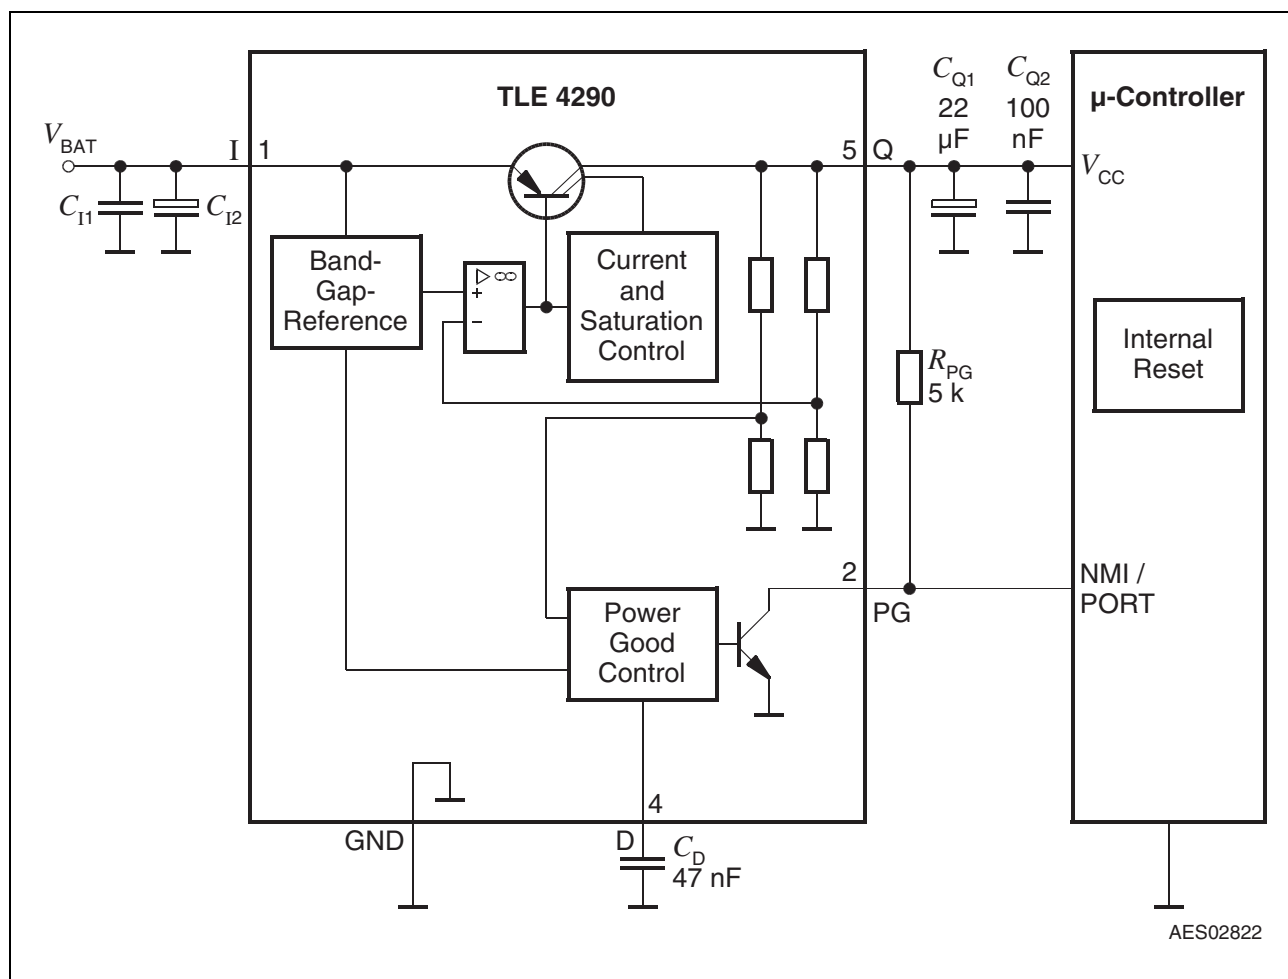 TLE 4290
C_Q1
22
µF
C_Q2
100
nF
µ-Controller
V_BAT
I
1
5
Q
V_CC
C_I1
C_I2
Band-
Gap-
Reference
▷ ∞
+
−
Current
and
Saturation
Control
R_PG
5 k
Internal
Reset
2
PG
NMI /
PORT
Power
Good
Control
4
GND
D
C_D
47 nF
AES02822